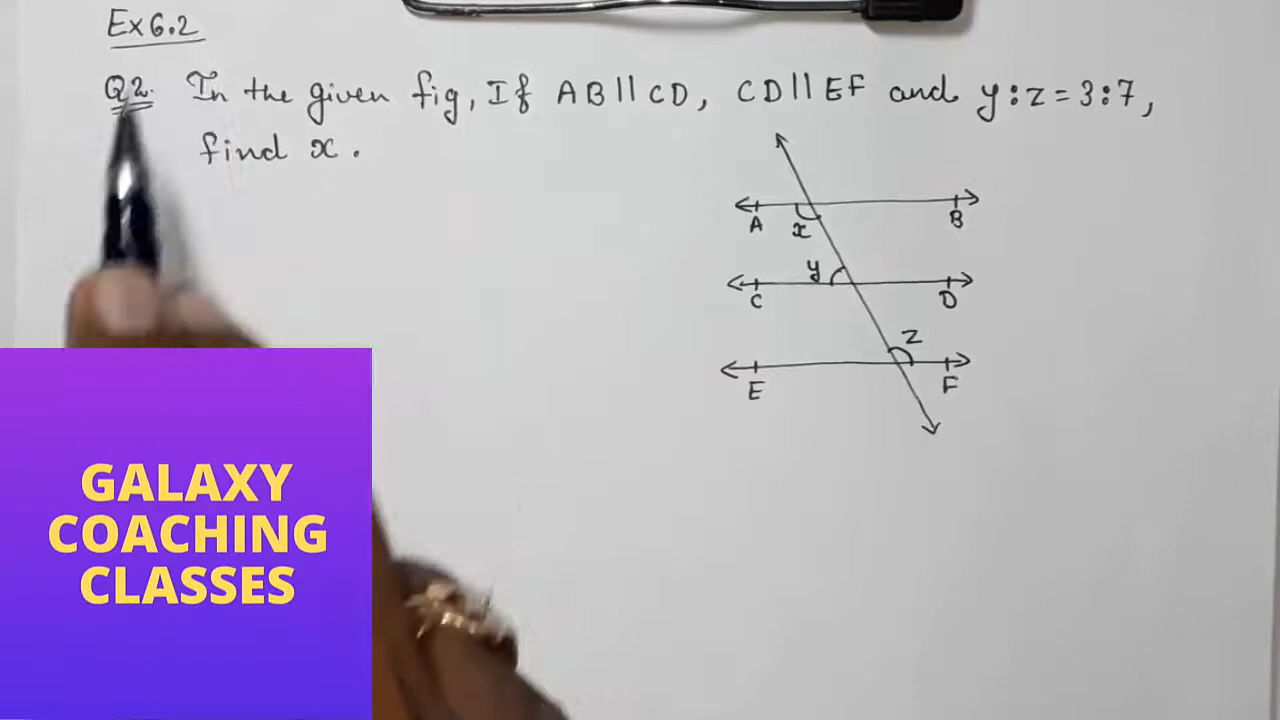 Ex 6.2
Q2. In the given fig, If AB||CD, CD||EF and y:z=3:7,
find x.
A B
x
y
C D
z
E F
GALAXY
COACHING
CLASSES